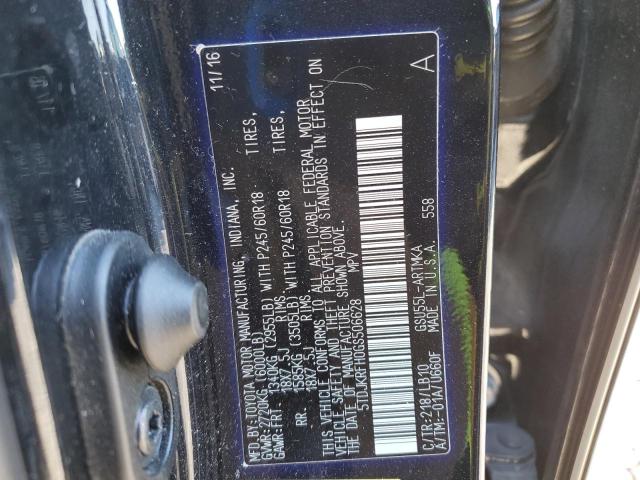 MFD.BY:TOYOTA MOTOR MANUFACTURING, INDIANA, INC. 11/16
GVWR:2720KG(6000LB)
GAWR:FRT. 1340KG (2955LB) WITH P245/60R18 TIRES,
18X7.5J RIMS
RR. 1595KG (3505LB) WITH P245/60R18 TIRES,
18X7.5J RIMS
THIS VEHICLE CONFORMS TO ALL APPLICABLE FEDERAL MOTOR
VEHICLE SAFETY AND THEFT PREVENTION STANDARDS IN EFFECT ON
THE DATE OF MANUFACTURE SHOWN ABOVE.
5TDJKRFH0GS506628 MPV
A
558
C/TR:218/LB10 GSU55L-ARTMKA
A/TM:-01A/U660F MADE IN U.S.A.